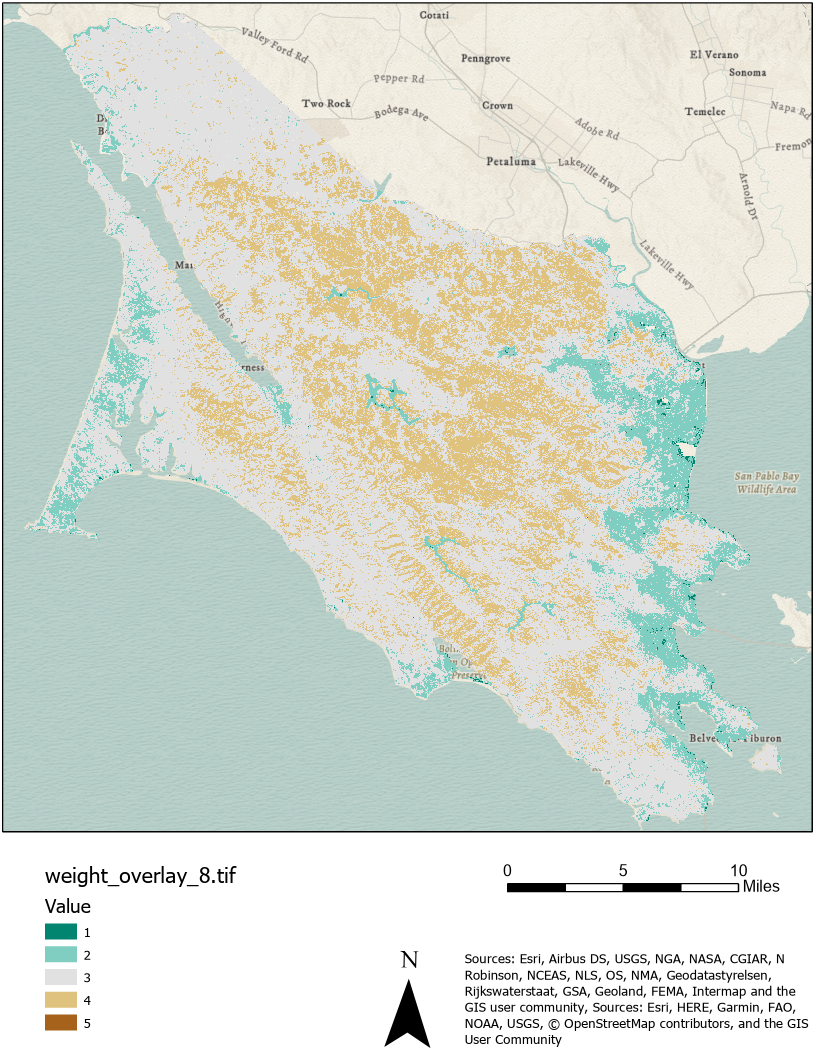 Cotati
Valley Ford Rd
Penngrove
El Verano
Sonoma
Pepper Rd
Two Rock
Bodega Ave
Crown
Temelec
Napa Rd
Adobe Rd
Petaluma
Lakeville Hwy
Arnold Dr
Lakeville Hwy
San Pablo Bay
Wildlife Area
weight_overlay_8.tif
Value
1
2
3
4
5
0 5 10
Miles
N
Sources: Esri, Airbus DS, USGS, NGA, NASA, CGIAR, N
Robinson, NCEAS, NLS, OS, NMA, Geodatastyrelsen,
Rijkswaterstaat, GSA, Geoland, FEMA, Intermap and the
GIS user community, Sources: Esri, HERE, Garmin, FAO,
NOAA, USGS, © OpenStreetMap contributors, and the GIS
User Community